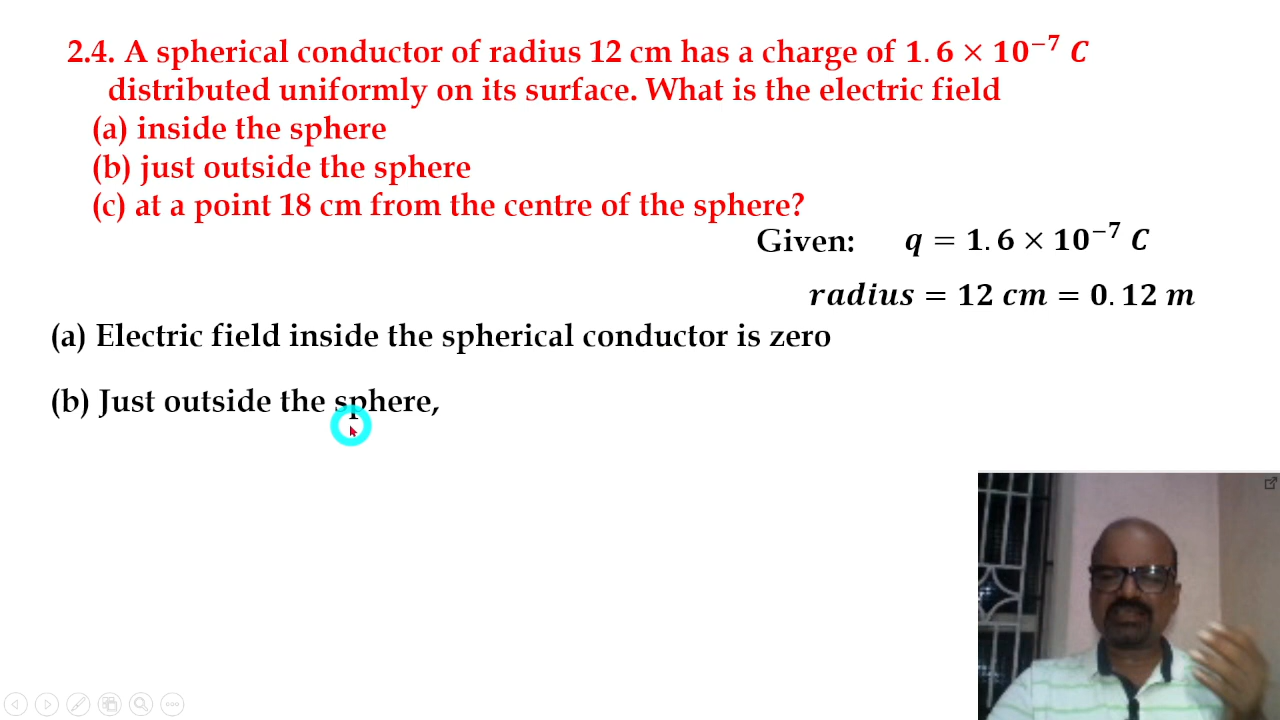 2.4. A spherical conductor of radius 12 cm has a charge of 1.6 × 10⁻⁷ C
distributed uniformly on its surface. What is the electric field
(a) inside the sphere
(b) just outside the sphere
(c) at a point 18 cm from the centre of the sphere?
Given: q = 1.6 × 10⁻⁷ C
radius = 12 cm = 0.12 m
(a) Electric field inside the spherical conductor is zero
(b) Just outside the sphere,